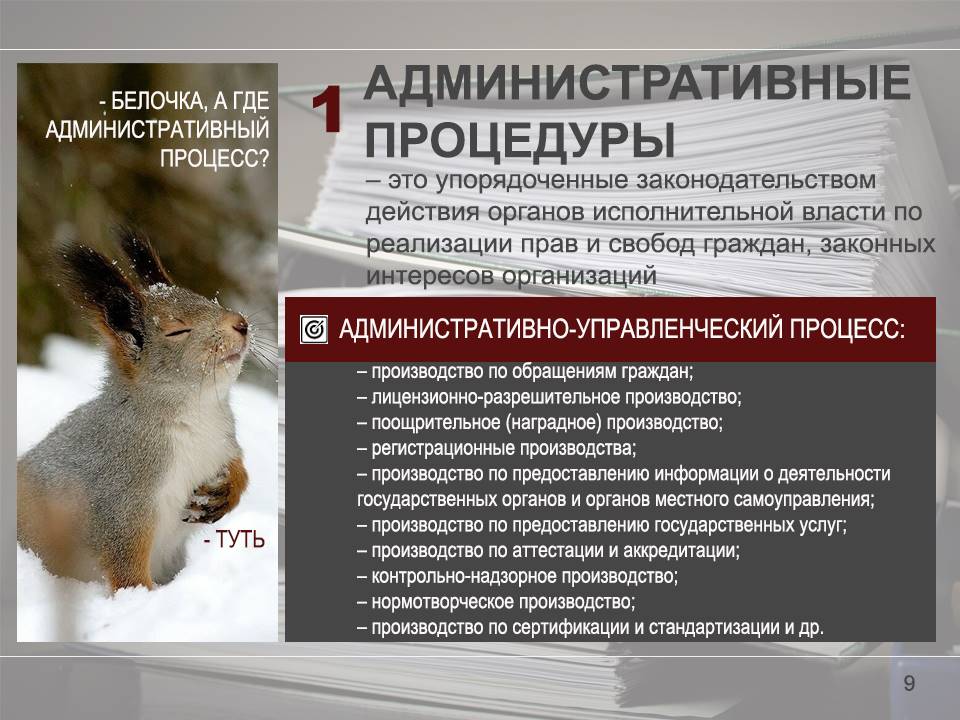 - БЕЛОЧКА, А ГДЕ
АДМИНИСТРАТИВНЫЙ
ПРОЦЕСС?
- ТУТЬ
1
АДМИНИСТРАТИВНЫЕ
ПРОЦЕДУРЫ
– это упорядоченные законодательством
действия органов исполнительной власти по
реализации прав и свобод граждан, законных
интересов организаций
АДМИНИСТРАТИВНО-УПРАВЛЕНЧЕСКИЙ ПРОЦЕСС:
– производство по обращениям граждан;
– лицензионно-разрешительное производство;
– поощрительное (наградное) производство;
– регистрационные производства;
– производство по предоставлению информации о деятельности
государственных органов и органов местного самоуправления;
– производство по предоставлению государственных услуг;
– производство по аттестации и аккредитации;
– контрольно-надзорное производство;
– нормотворческое производство;
– производство по сертификации и стандартизации и др.
9